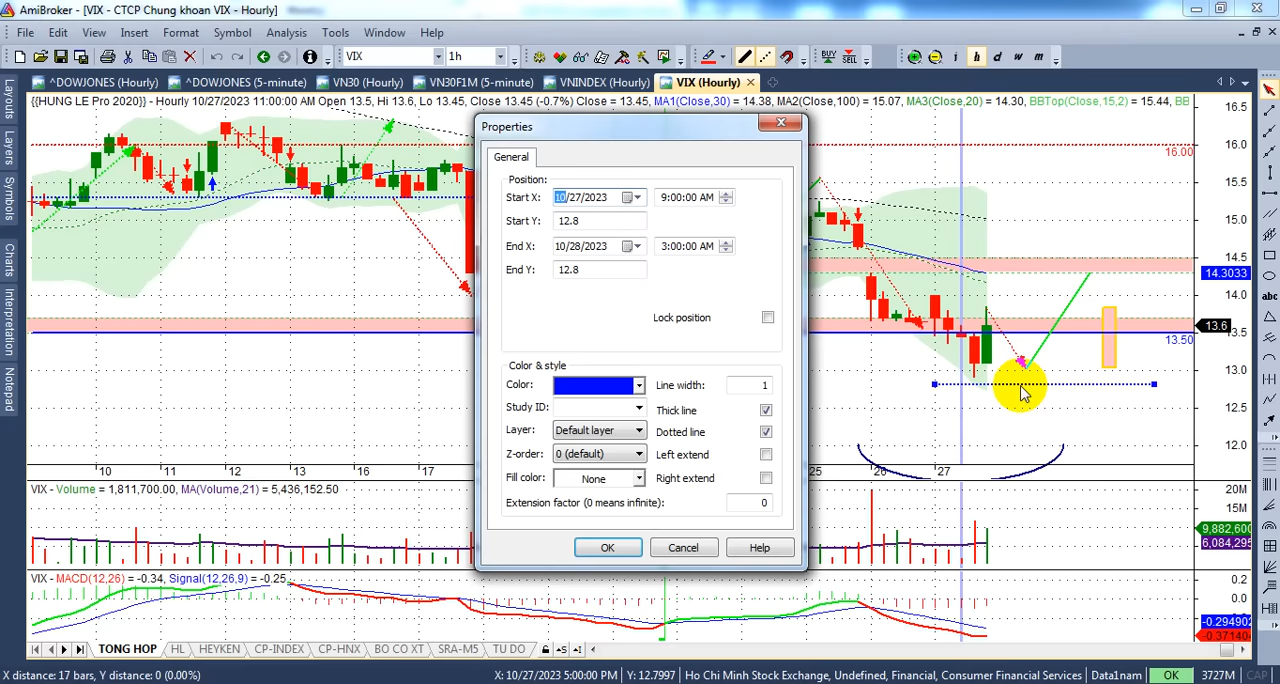 AmiBroker - [VIX - CTCP Chung khoan VIX - Hourly]
File Edit View Insert Format Symbol Analysis Tools Window Help
VIX 1h BUY SELL i h d w m
^DOWJONES (Hourly) ^DOWJONES (5-minute) VN30 (Hourly) VN30F1M (5-minute) VNINDEX (Hourly) VIX (Hourly)
{{HUNG LE Pro 2020}} - Hourly 10/27/2023 11:00:00 AM Open 13.5, Hi 13.6, Lo 13.45, Close 13.45 (-0.7%) Close = 13.45, MA1(Close,30) = 14.38, MA2(Close,100) = 15.07, MA3(Close,20) = 14.30, BBTop(Close,15,2) = 15.44, BB
Layouts
Layers
Symbols
Charts
Interpretation
Notepad
Properties
General
Position:
Start X: 10/27/2023 9:00:00 AM
Start Y: 12.8
End X: 10/28/2023 3:00:00 AM
End Y: 12.8
Lock position
Color & style
Color: Line width: 1
Study ID: Thick line
Layer: Default layer Dotted line
Z-order: 0 (default) Left extend
Fill color: None Right extend
Extension factor (0 means infinite): 0
OK Cancel Help
16.5
16.00
16.0
15.5
15.0
14.5
14.3033
14.0
13.6
13.5
13.50
13.0
12.5
12.0
abc
10 11 12 13 16 17 25 26 27
VIX - Volume = 1,811,700.00, MA(Volume,21) = 5,436,152.50
20M
15M
9,882,600
6,084,295
VIX - MACD(12,26) = -0.34, Signal(12,26,9) = -0.25
0.2
0.0
-0.294902
-0.371404
TONG HOP HL HEYKEN CP-INDEX CP-HNX BO CO XT SRA-M5 TU DO
X distance: 17 bars, Y distance: 0 (0.00%) X: 10/27/2023 5:00:00 PM Y: 12.7997 Ho Chi Minh Stock Exchange, Undefined, Financial, Consumer Financial Services Data1nam OK 3727M CAP